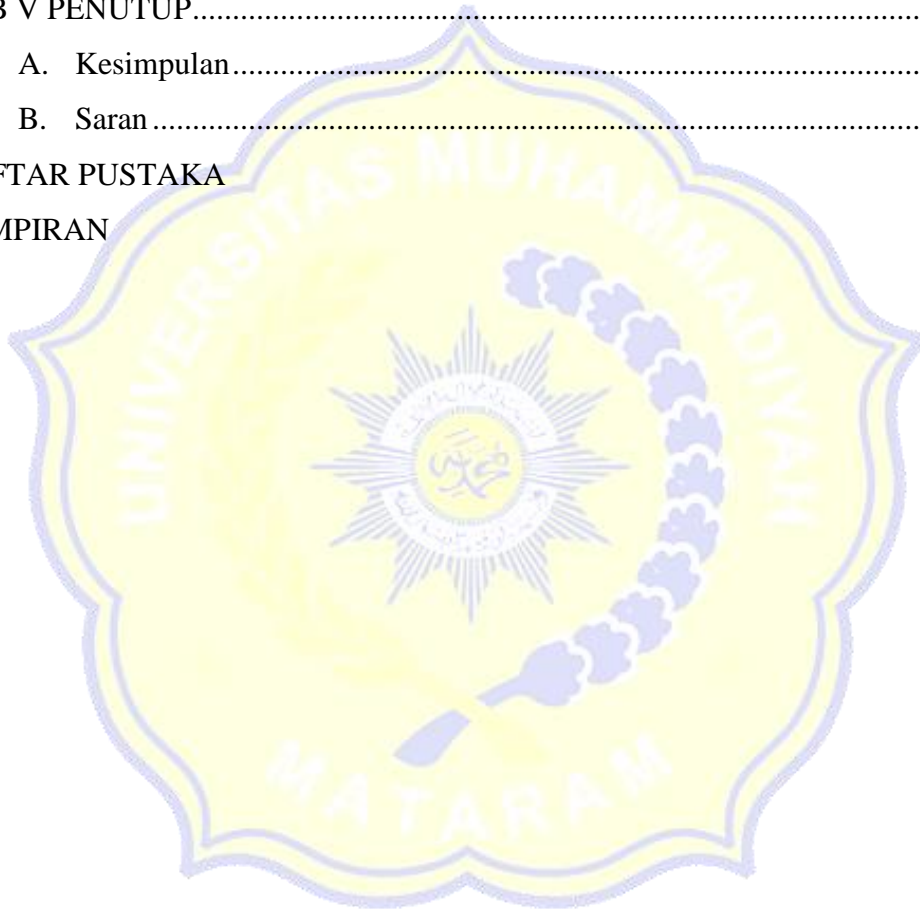 B V PENUTUP
A. Kesimpulan
B. Saran
FTAR PUSTAKA
MPIRAN
UNIVERSITAS MUHAMMADIYAH
MATARAM